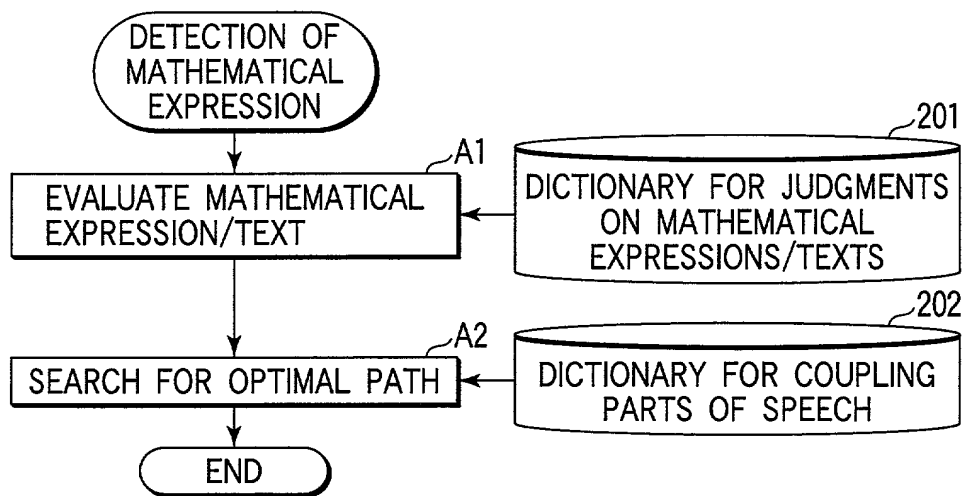 DETECTION OF
MATHEMATICAL
EXPRESSION
A1
EVALUATE MATHEMATICAL
EXPRESSION/TEXT
201
DICTIONARY FOR JUDGMENTS
ON MATHEMATICAL
EXPRESSIONS/TEXTS
A2
SEARCH FOR OPTIMAL PATH
202
DICTIONARY FOR COUPLING
PARTS OF SPEECH
END